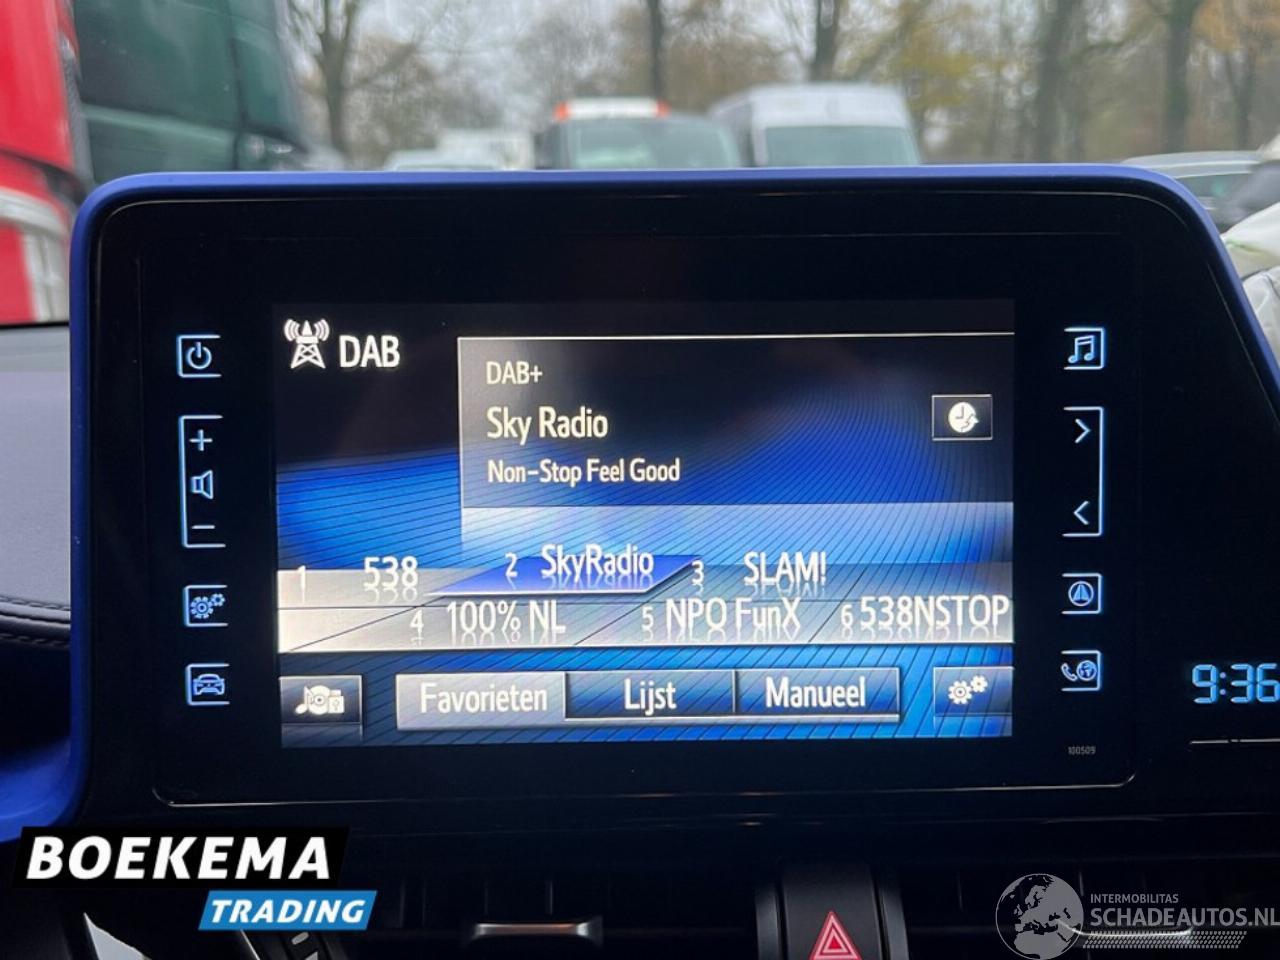 DAB
DAB+
Sky Radio
Non-Stop Feel Good
1 538 2 SkyRadio 3 SLAM!
4 100% NL 5 NPO FunX 6 538NSTOP
Favorieten Lijst Manueel
9:36
100509
BOEKEMA
TRADING
INTERMOBILITAS
SCHADEAUTOS.NL